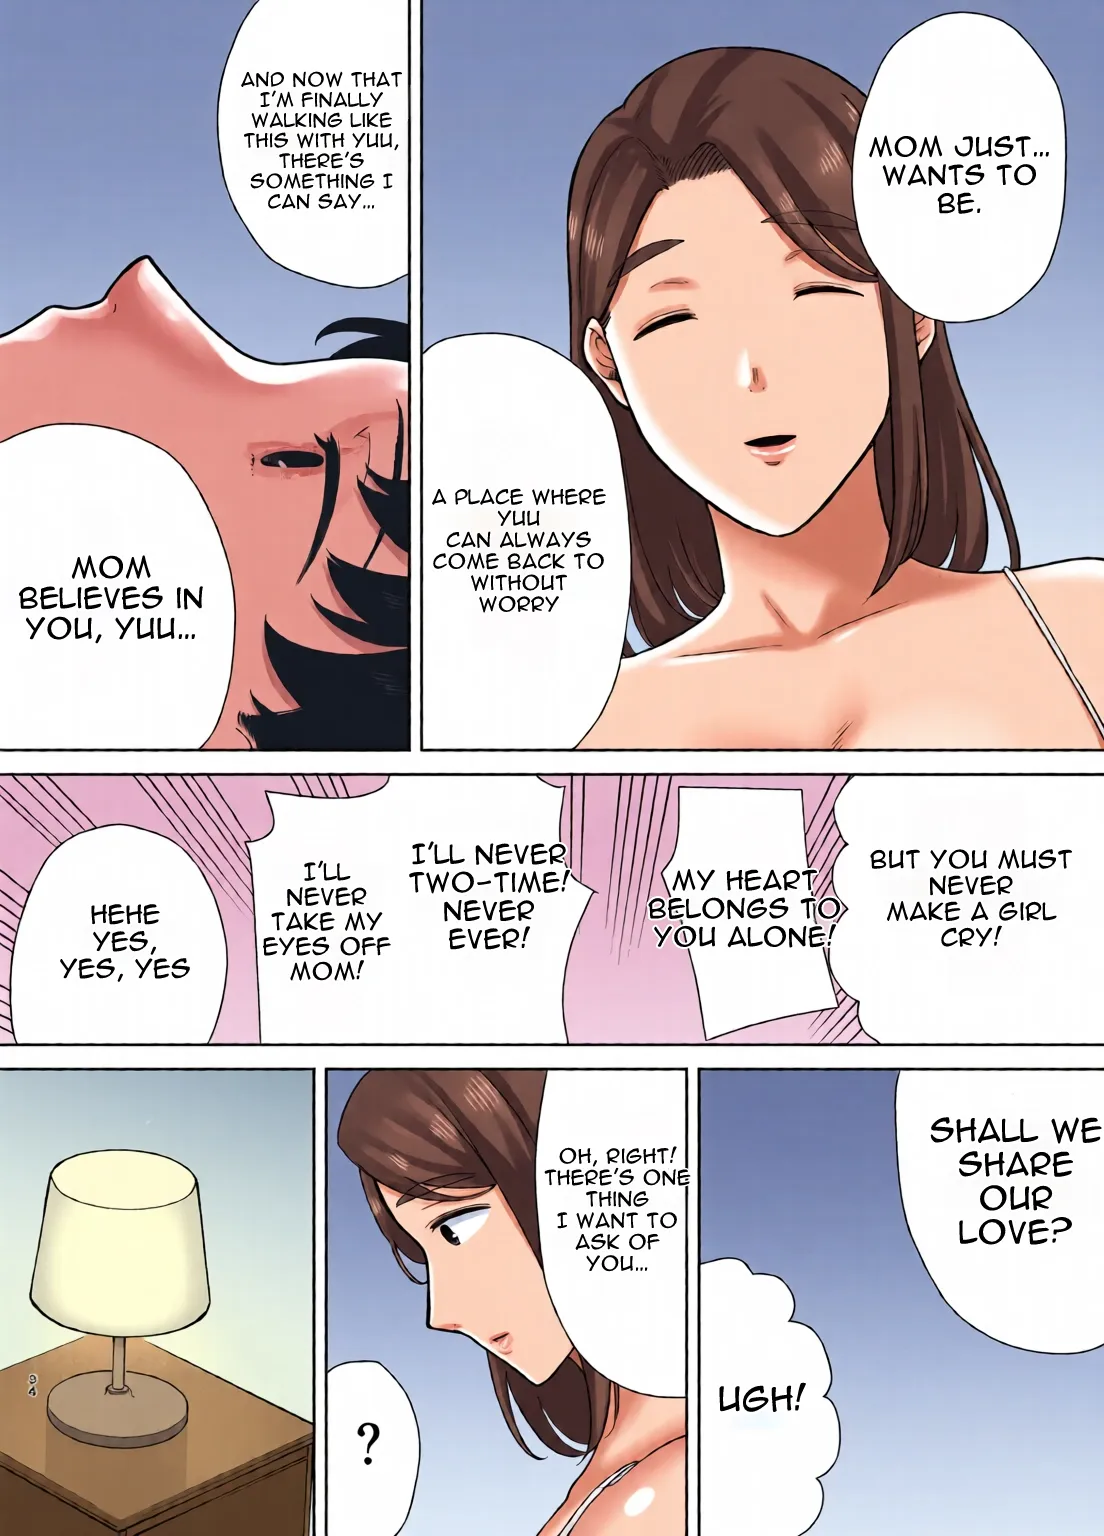 MOM JUST...
WANTS TO
BE.
A PLACE WHERE
YUU
CAN ALWAYS
COME BACK TO
WITHOUT
WORRY
AND NOW THAT
I'M FINALLY
WALKING LIKE
THIS WITH YUU,
THERE'S
SOMETHING I
CAN SAY...
MOM
BELIEVES IN
YOU, YUU...
BUT YOU MUST
NEVER
MAKE A GIRL
CRY!
MY HEART
BELONGS TO
YOU ALONE!
I'LL NEVER
TWO-TIME!
NEVER
EVER!
I'LL
NEVER
TAKE MY
EYES OFF
MOM!
HEHE
YES,
YES, YES
SHALL WE
SHARE
OUR
LOVE?
UGH!
OH, RIGHT!
THERE'S ONE
THING
I WANT TO
ASK OF
YOU...
?
94